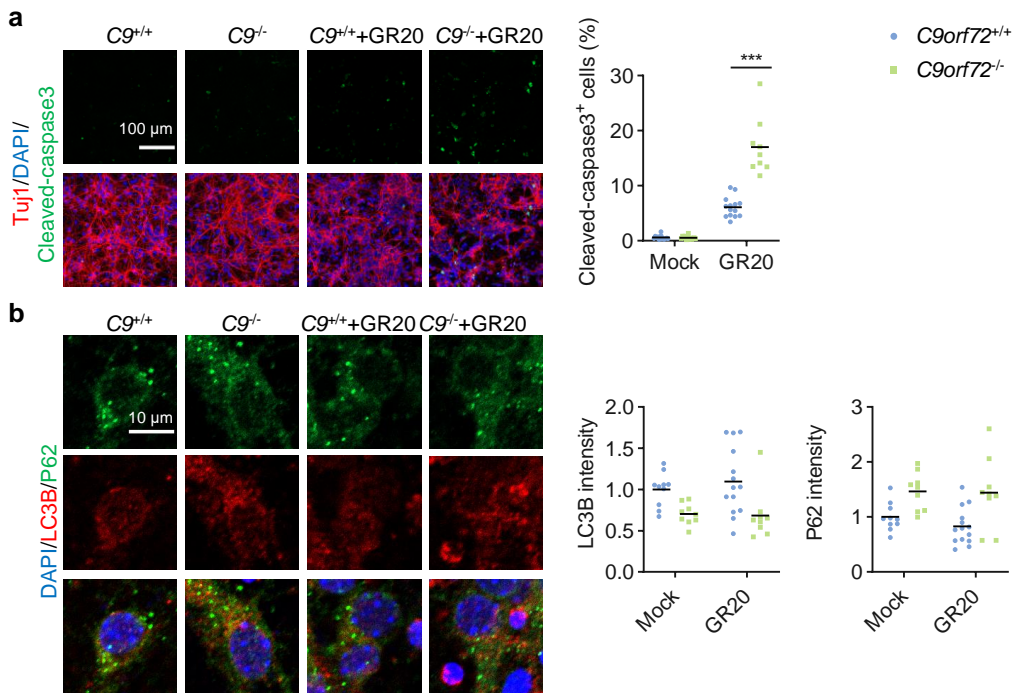 a
C9+/+ C9-/- C9+/++GR20 C9-/-+GR20
Tuj1/DAPI/
Cleaved-caspase3
100 µm
Cleaved-caspase3+ cells (%)
30
20
10
0
***
Mock GR20
C9orf72+/+
C9orf72-/-
b
C9+/+ C9-/- C9+/++GR20 C9-/-+GR20
DAPI/LC3B/P62
10 µm
LC3B intensity
2.0
1.5
1.0
0.5
0.0
Mock GR20
P62 intensity
3
2
1
0
Mock GR20